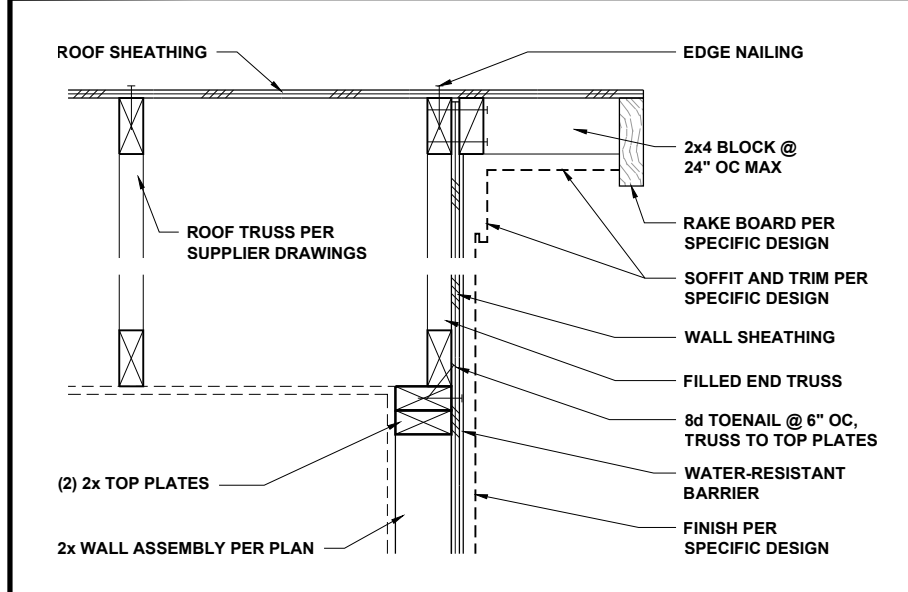 ROOF SHEATHING
EDGE NAILING
2x4 BLOCK @
24" OC MAX
ROOF TRUSS PER
SUPPLIER DRAWINGS
RAKE BOARD PER
SPECIFIC DESIGN
SOFFIT AND TRIM PER
SPECIFIC DESIGN
WALL SHEATHING
FILLED END TRUSS
8d TOENAIL @ 6" OC,
TRUSS TO TOP PLATES
(2) 2x TOP PLATES
WATER-RESISTANT
BARRIER
2x WALL ASSEMBLY PER PLAN
FINISH PER
SPECIFIC DESIGN